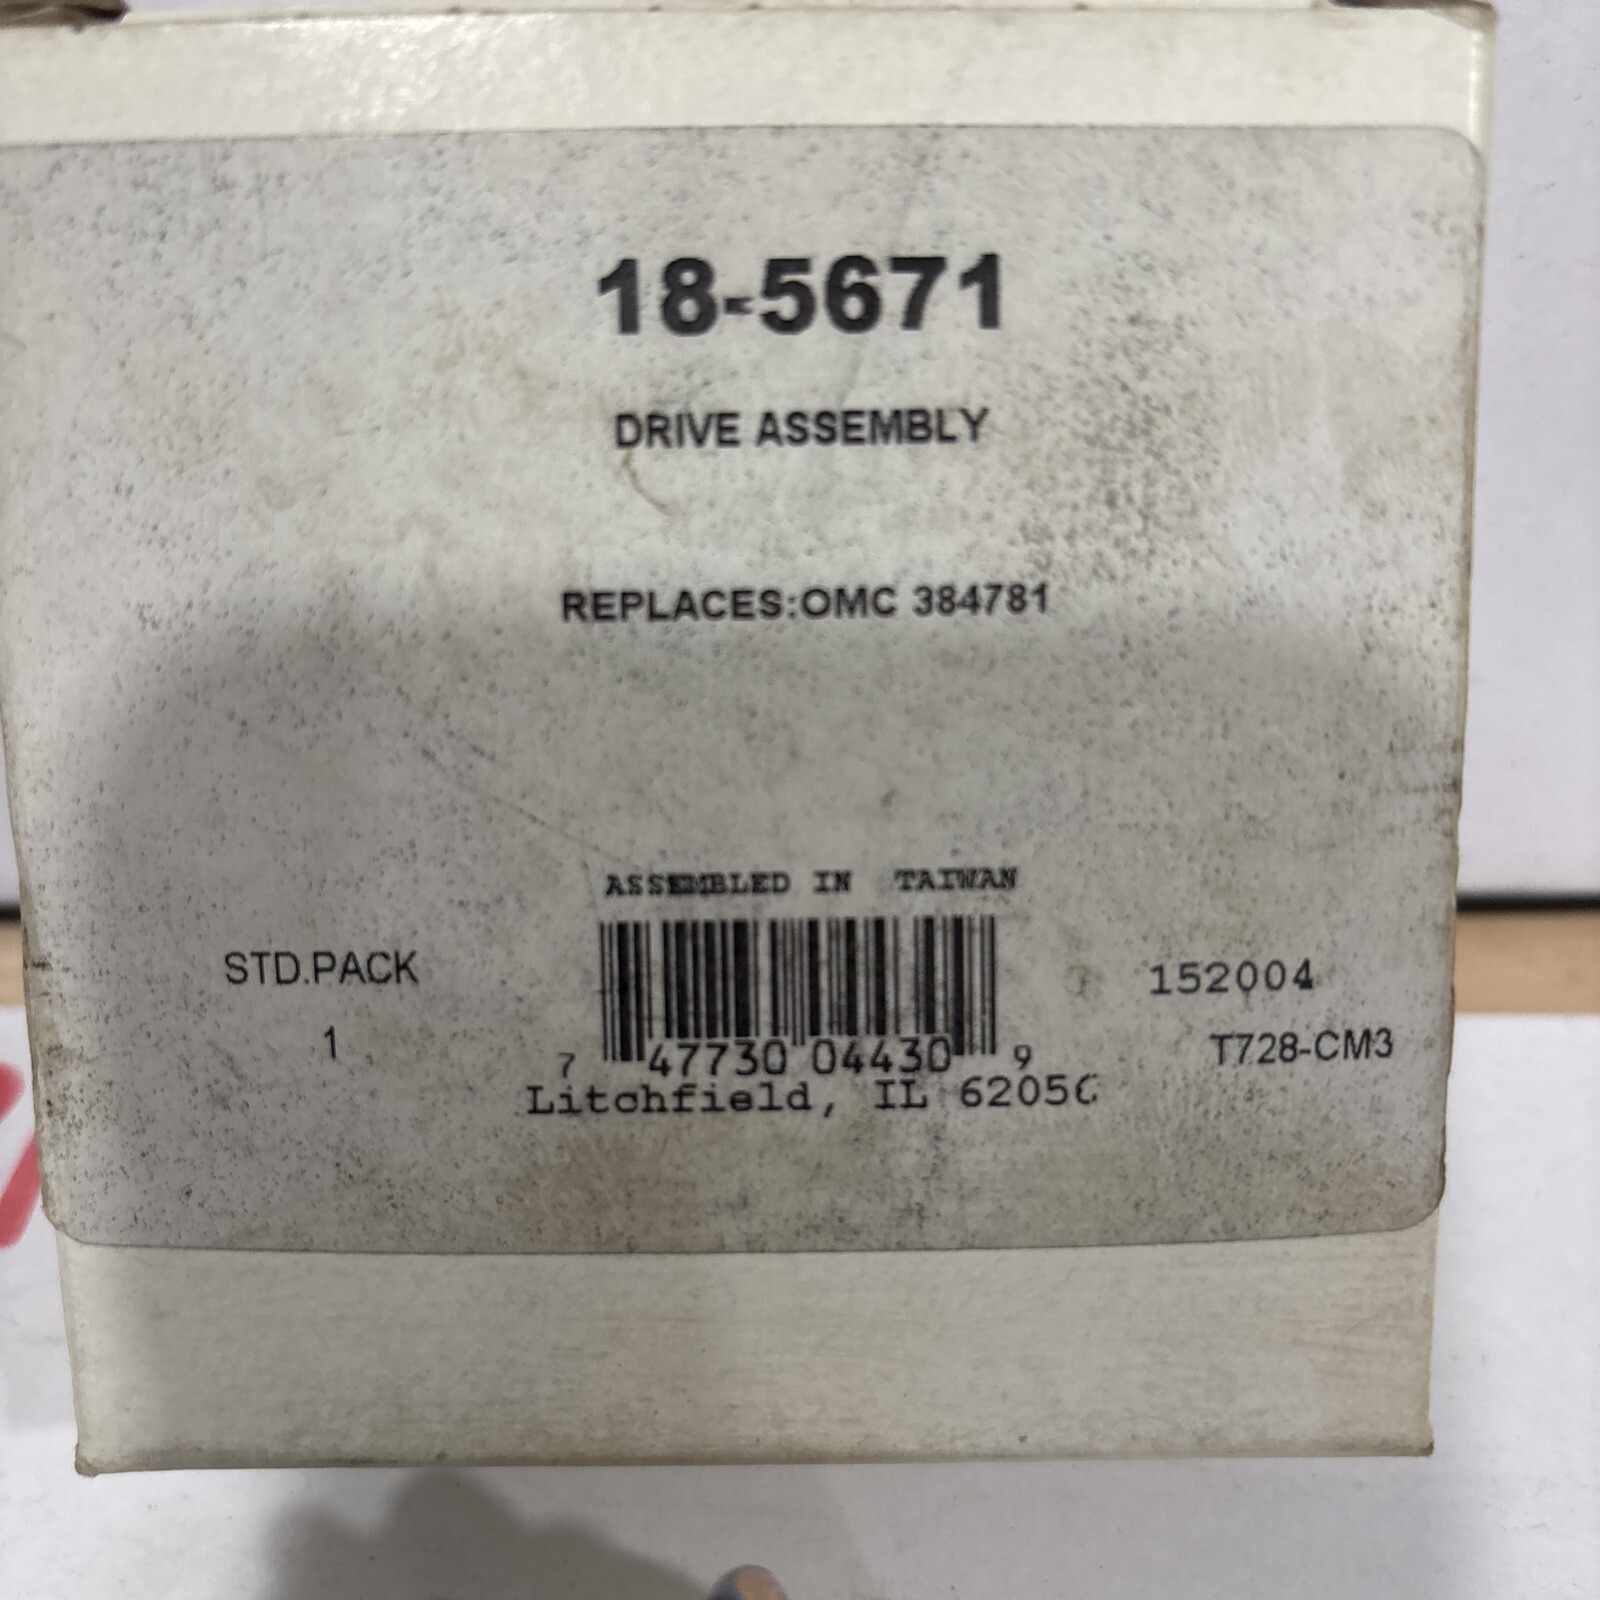 18-5671
DRIVE ASSEMBLY
REPLACES:OMC 384781
ASSEMBLED IN TAIWAN
STD.PACK
1
7 47730 04430 9
Litchfield, IL
152004
T728-CM3